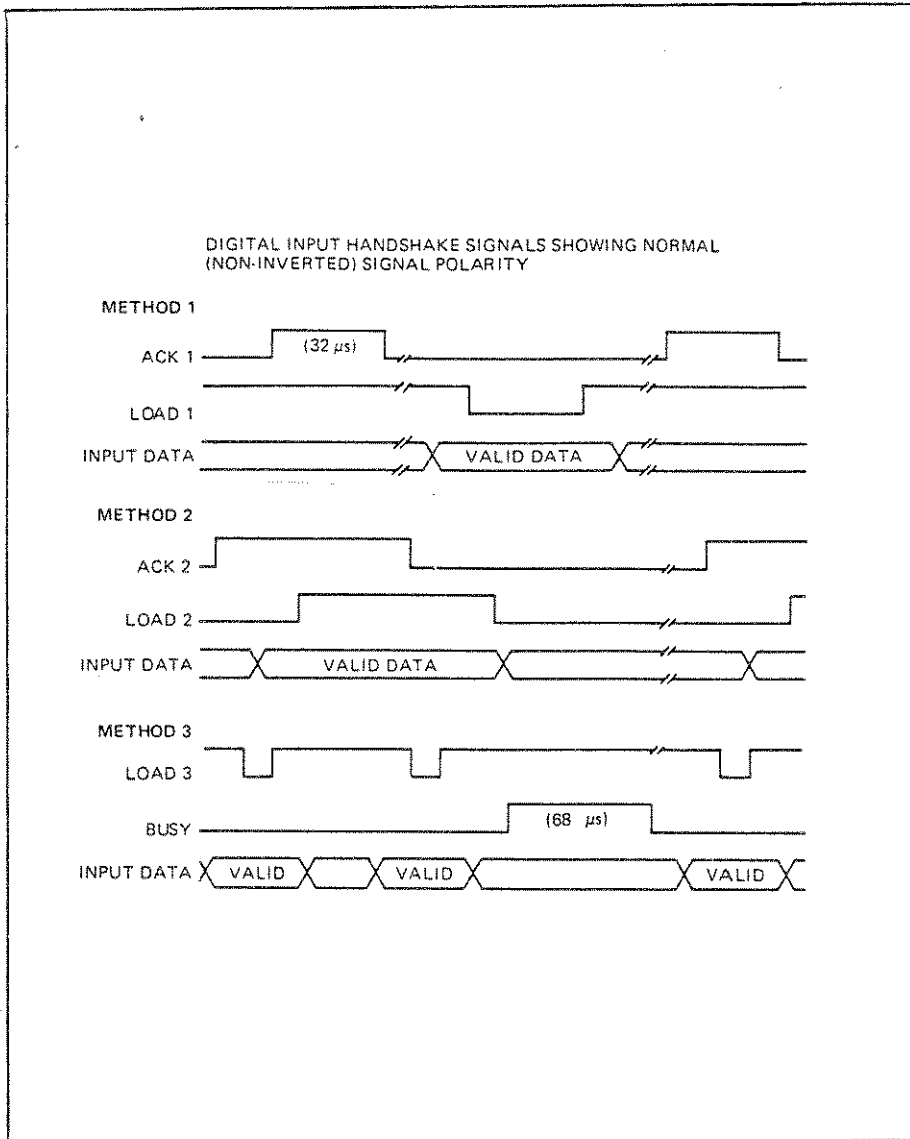 DIGITAL INPUT HANDSHAKE SIGNALS SHOWING NORMAL
(NON-INVERTED) SIGNAL POLARITY
METHOD 1
ACK 1
(32 μs)
LOAD 1
INPUT DATA
VALID DATA
METHOD 2
ACK 2
LOAD 2
INPUT DATA
VALID DATA
METHOD 3
LOAD 3
BUSY
(68 μs)
INPUT DATA
VALID
VALID
VALID